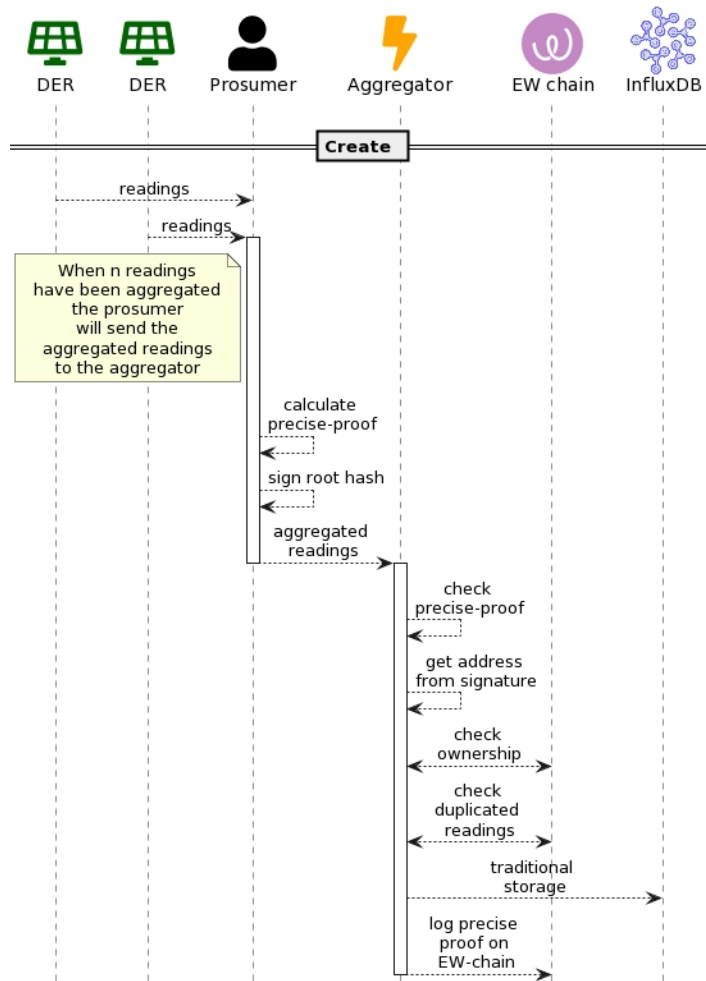 DER
DER
Prosumer
Aggregator
EW chain
InfluxDB
Create
readings
readings
When n readings
have been aggregated
the prosumer
will send the
aggregated readings
to the aggregator
calculate
precise-proof
sign root hash
aggregated
readings
check
precise-proof
get address
from signature
check
ownership
check
duplicated
readings
traditional
storage
log precise
proof on
EW-chain